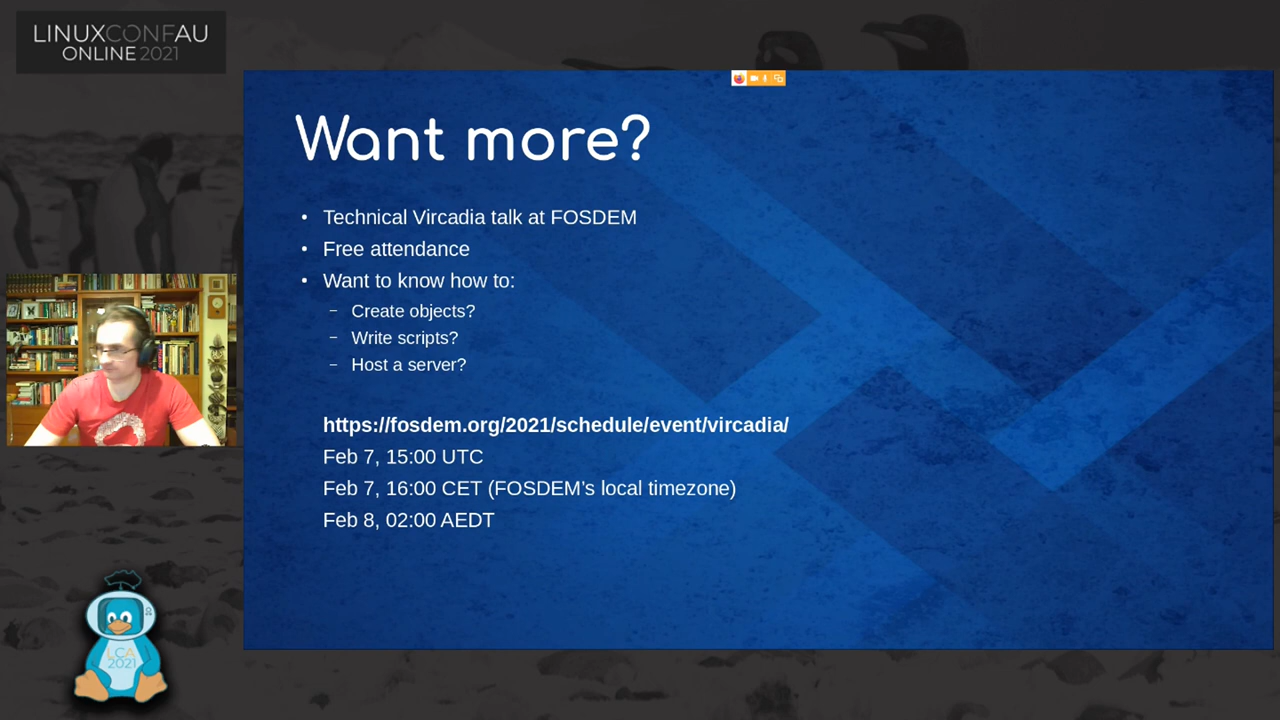 LINUXCONFAU
ONLINE 2021
Want more?
• Technical Vircadia talk at FOSDEM
• Free attendance
• Want to know how to:
– Create objects?
– Write scripts?
– Host a server?
https://fosdem.org/2021/schedule/event/vircadia/
Feb 7, 15:00 UTC
Feb 7, 16:00 CET (FOSDEM's local timezone)
Feb 8, 02:00 AEDT
LCA
2021